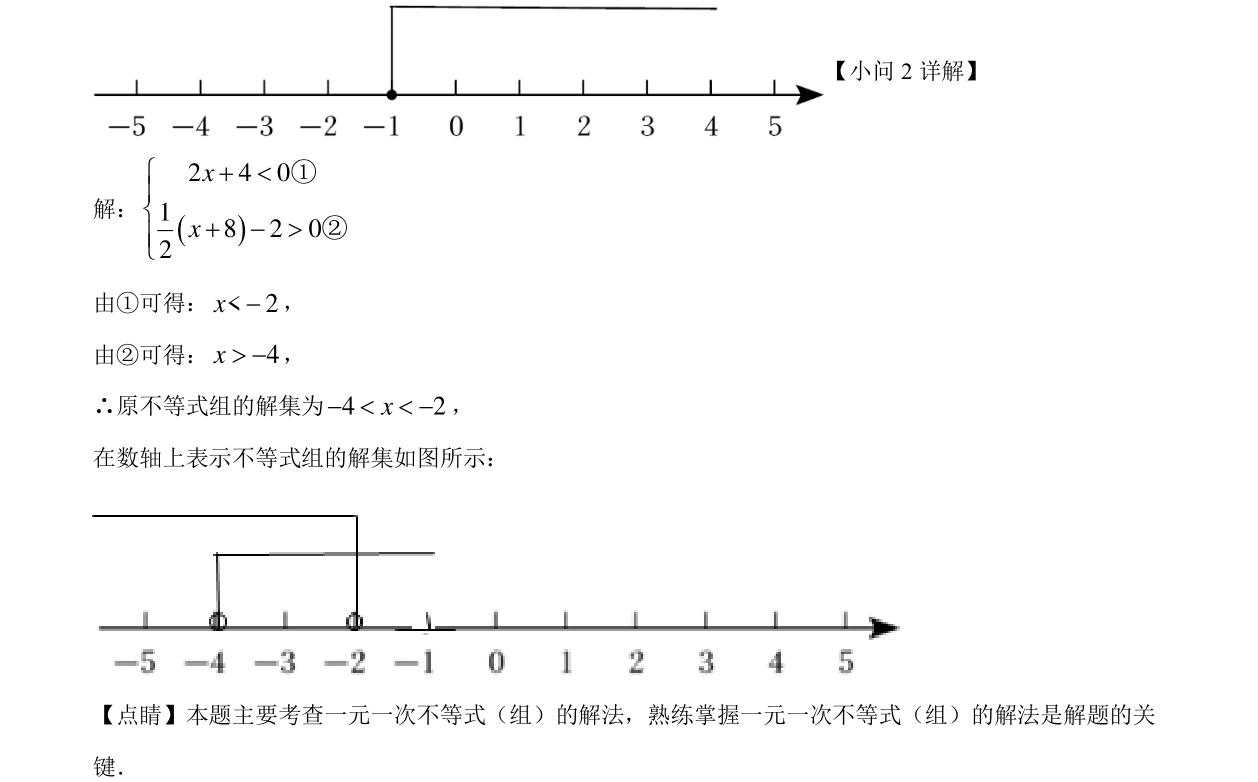 【小问 2 详解】
−5 −4 −3 −2 −1 0 1 2 3 4 5
2x+4<0①
解：
1/2(x+8)−2>0②
由①可得：x<−2，
由②可得：x>−4，
∴原不等式组的解集为−4<x<−2，
在数轴上表示不等式组的解集如图所示：
−5 −4 −3 −2 −1 0 1 2 3 4 5
【点睛】本题主要考查一元一次不等式（组）的解法，熟练掌握一元一次不等式（组）的解法是解题的关
键．